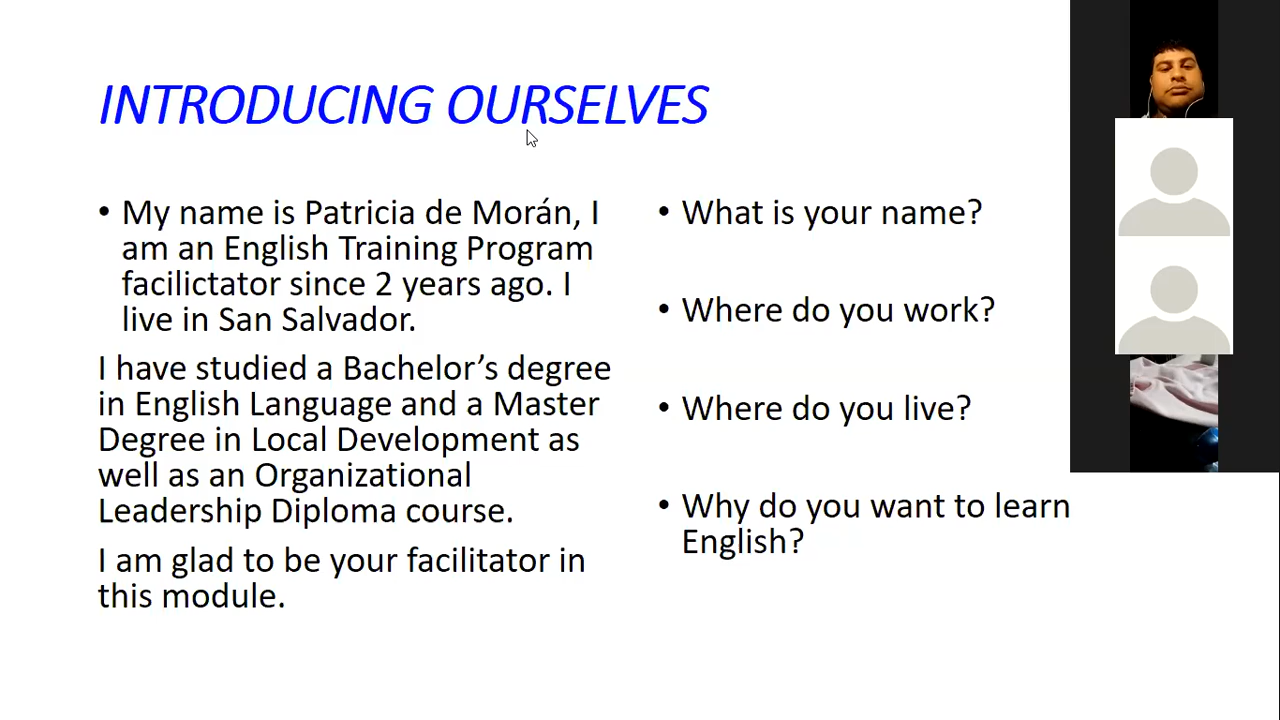 INTRODUCING OURSELVES
• My name is Patricia de Morán, I
am an English Training Program
facilictator since 2 years ago. I
live in San Salvador.
I have studied a Bachelor’s degree
in English Language and a Master
Degree in Local Development as
well as an Organizational
Leadership Diploma course.
I am glad to be your facilitator in
this module.
• What is your name?
• Where do you work?
• Where do you live?
• Why do you want to learn
English?